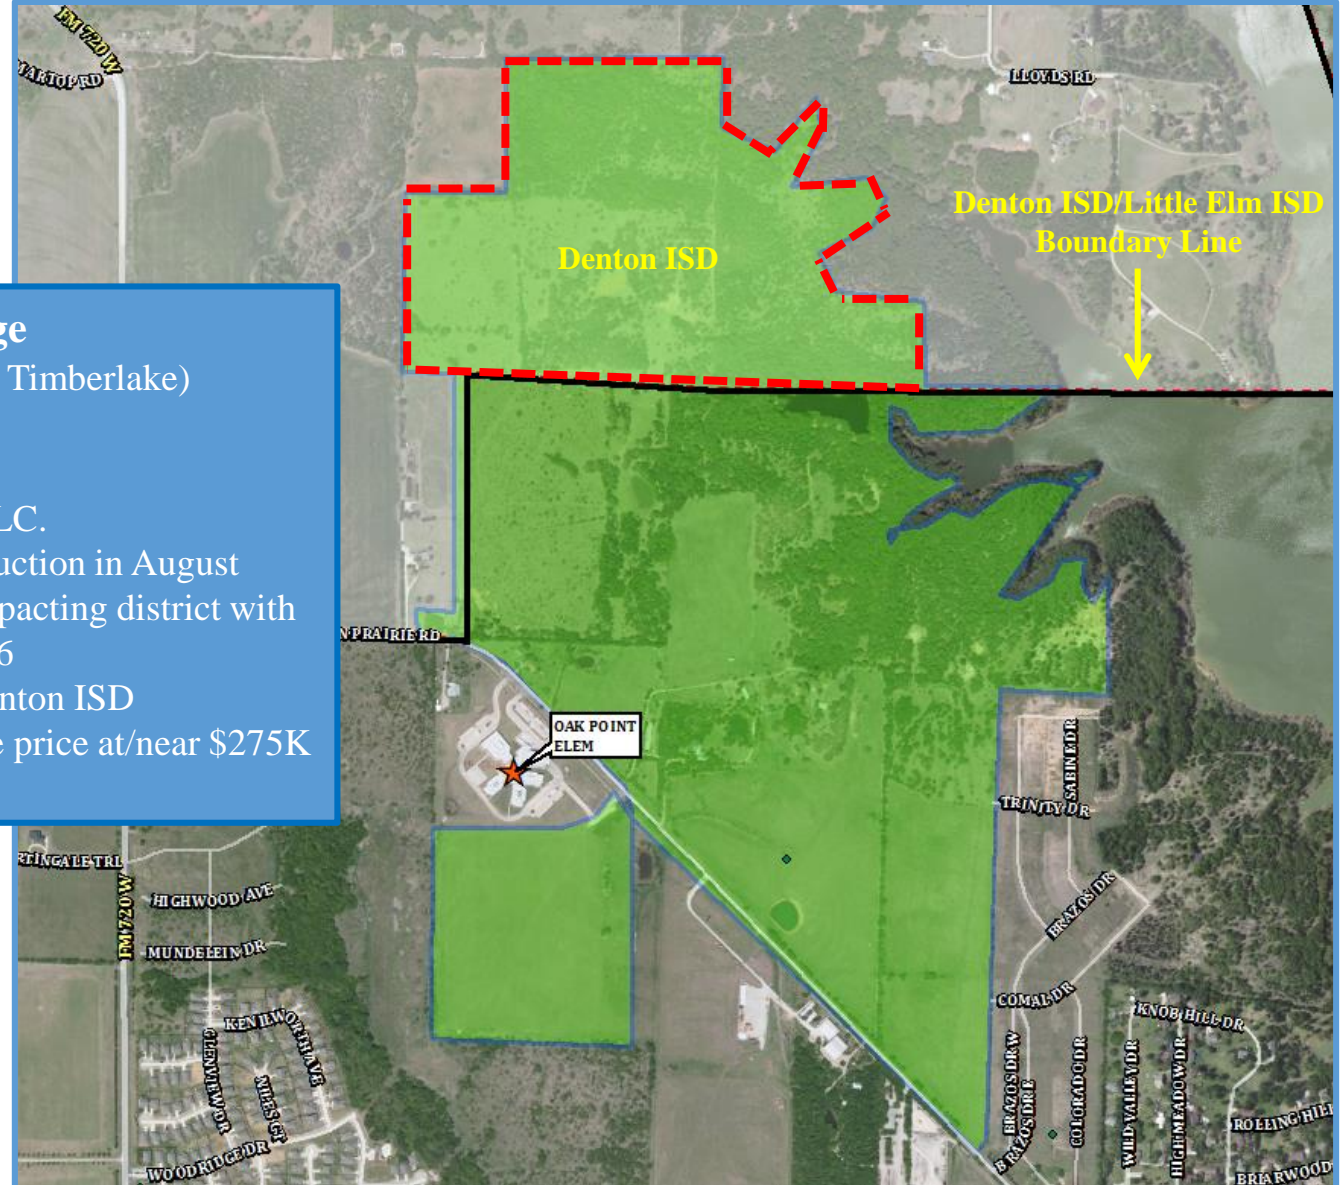 FM 720 W
MARTOP RD
LLOYDS RD
Denton ISD/Little Elm ISD
Boundary Line
Denton ISD
ge
Timberlake)
LC.
uction in August
pacting district with
6
nton ISD
e price at/near $275K
N PRAIRIE RD
OAK POINT
ELEM
SABINE DR
TRINITY DR
RTINGALE TRL
HIGHWOOD AVE
FM 720 W
MUNDELEIN DR
BRAZOS DR
COMAL DR
KNOB HILL DR
KENILWORTH AVE
GLENVIEW DR
NILES CT
WOODRIDGE DR
BRAZOS DR W
BRAZOS DR E
COLORADO DR
WILD VALLEY DR
HIGH MEADOW DR
ROLLING HILL
BRIARWOOD